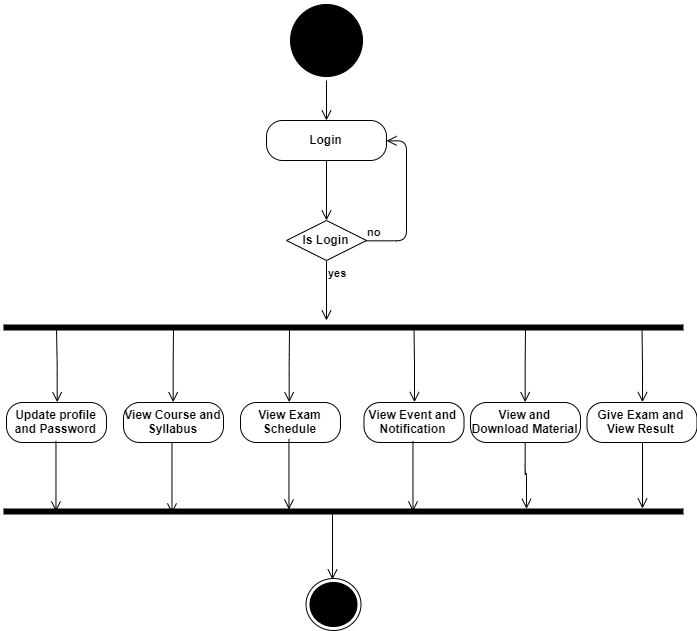 Login
Is Login
no
yes
Update profile
and Password
View Course and
Syllabus
View Exam
Schedule
View Event and
Notification
View and
Download Material
Give Exam and
View Result